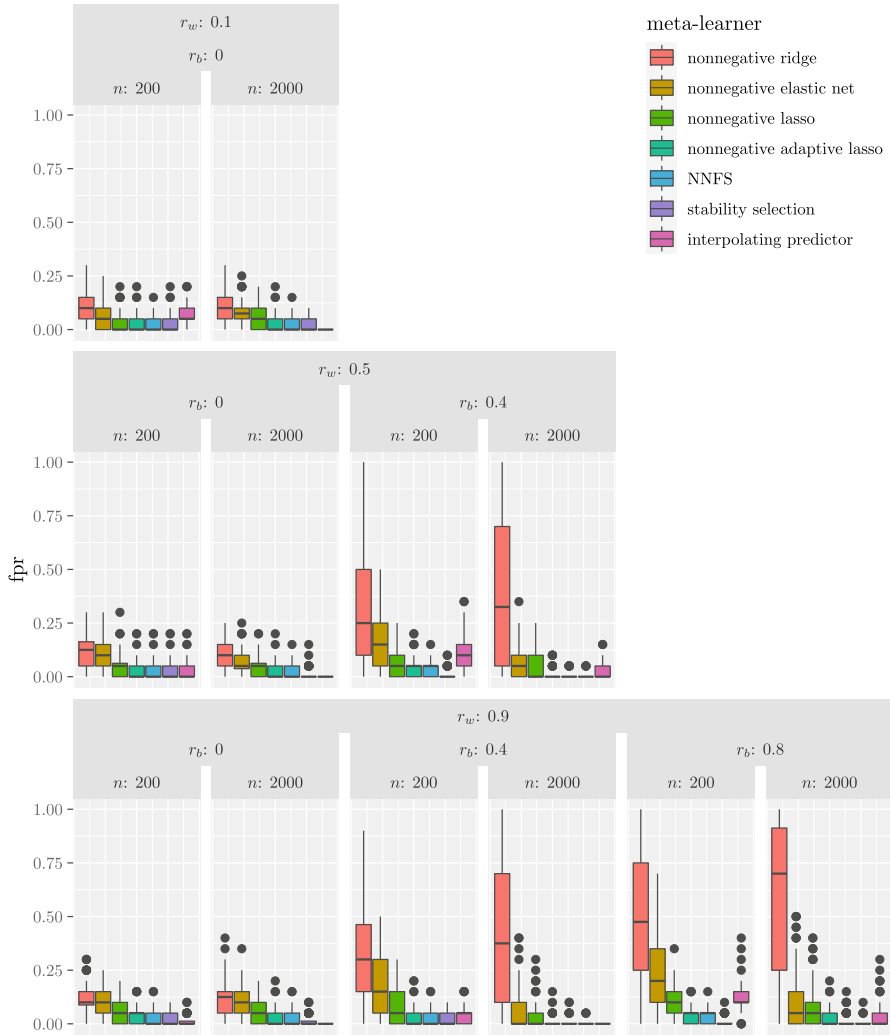 r_w: 0.1
r_b: 0
n: 200 n: 2000
1.00
0.75
0.50
0.25
0.00
meta-learner
nonnegative ridge
nonnegative elastic net
nonnegative lasso
nonnegative adaptive lasso
NNFS
stability selection
interpolating predictor
r_w: 0.5
r_b: 0 r_b: 0.4
n: 200 n: 2000 n: 200 n: 2000
1.00
0.75
0.50
0.25
0.00
fpr
r_w: 0.9
r_b: 0 r_b: 0.4 r_b: 0.8
n: 200 n: 2000 n: 200 n: 2000 n: 200 n: 2000
1.00
0.75
0.50
0.25
0.00